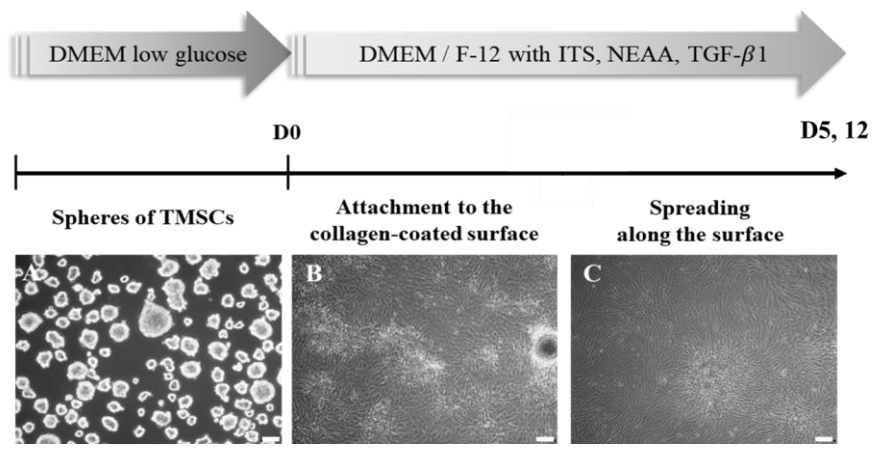 DMEM low glucose
DMEM / F-12 with ITS, NEAA, TGF-β1
D0
D5, 12
Spheres of TMSCs
Attachment to the
collagen-coated surface
Spreading
along the surface
A
B
C